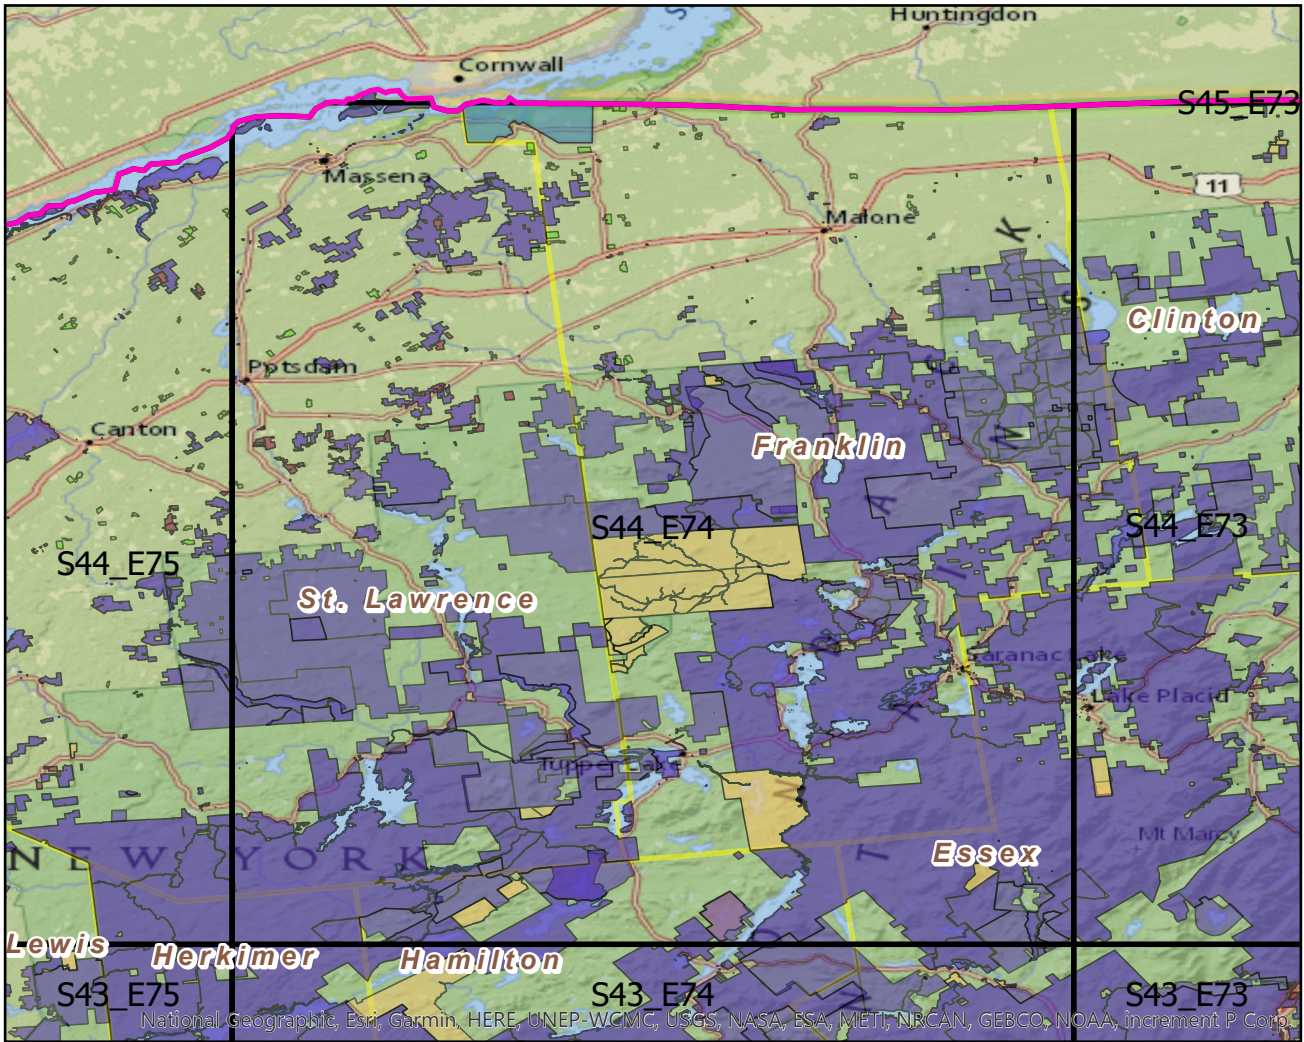 Huntingdon
Cornwall
S45_E73
Massena
11
Malone
K
S
Clinton
Potsdam
Canton
Franklin
N
A
S44_E74
S44_E73
S44_E75
I
St. Lawrence
Saranac Lake
Lake Placid
Tupper Lake
Mt Marcy
NEW YORK
T
Essex
Lewis
Herkimer
Hamilton
S43_E75
S43_E74
S43_E73
National Geographic, Esri, Garmin, HERE, UNEP-WCMC, USGS, NASA, ESA, METI, NRCAN, GEBCO, NOAA, increment P Corp.